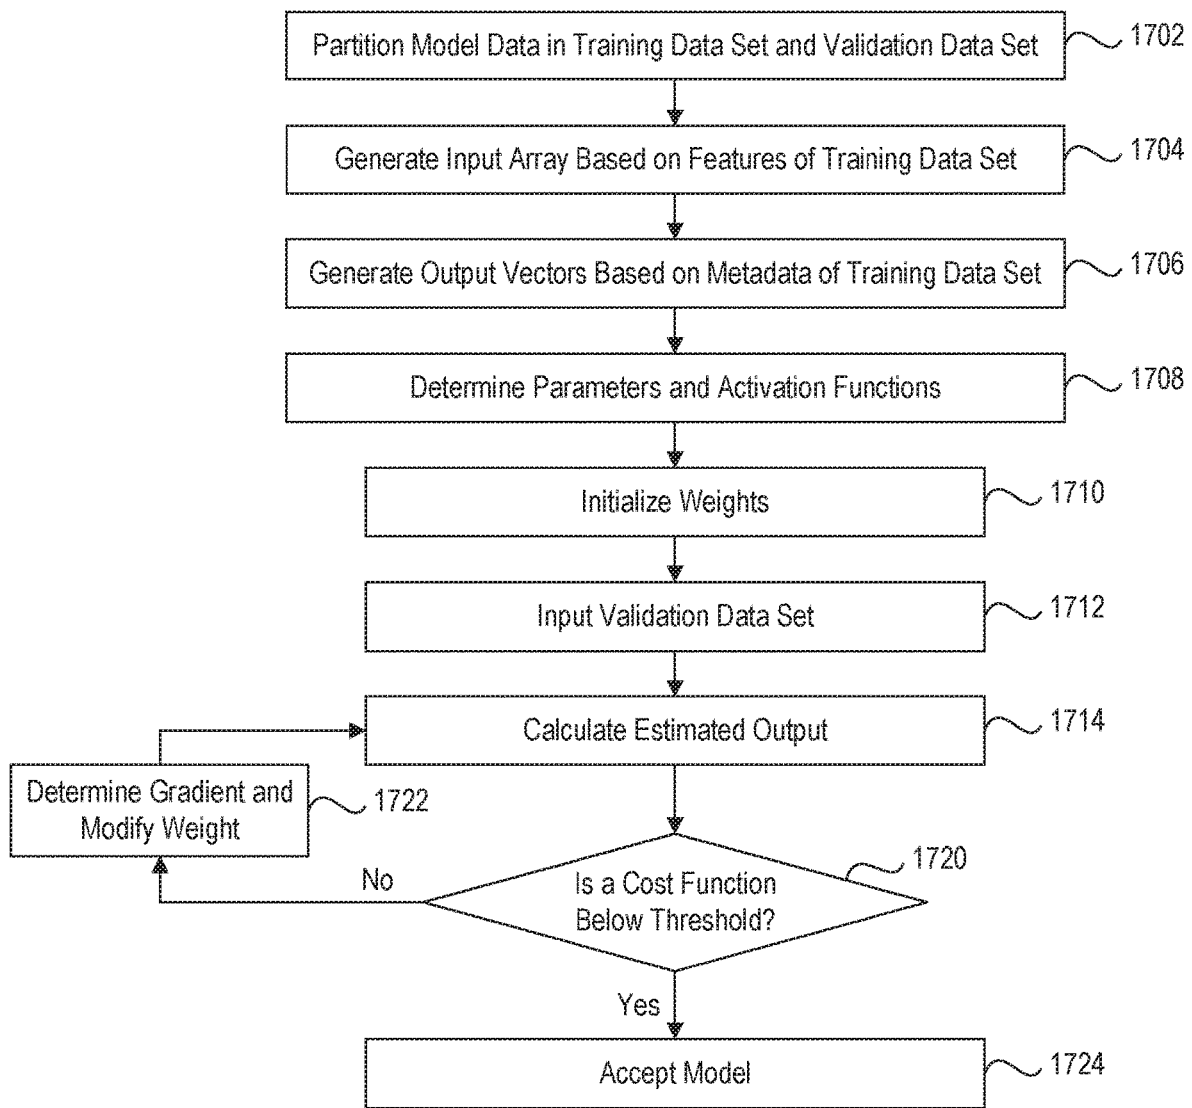 Partition Model Data in Training Data Set and Validation Data Set
1702
Generate Input Array Based on Features of Training Data Set
1704
Generate Output Vectors Based on Metadata of Training Data Set
1706
Determine Parameters and Activation Functions
1708
Initialize Weights
1710
Input Validation Data Set
1712
Calculate Estimated Output
1714
Determine Gradient and
Modify Weight
1722
No
Is a Cost Function
Below Threshold?
1720
Yes
Accept Model
1724